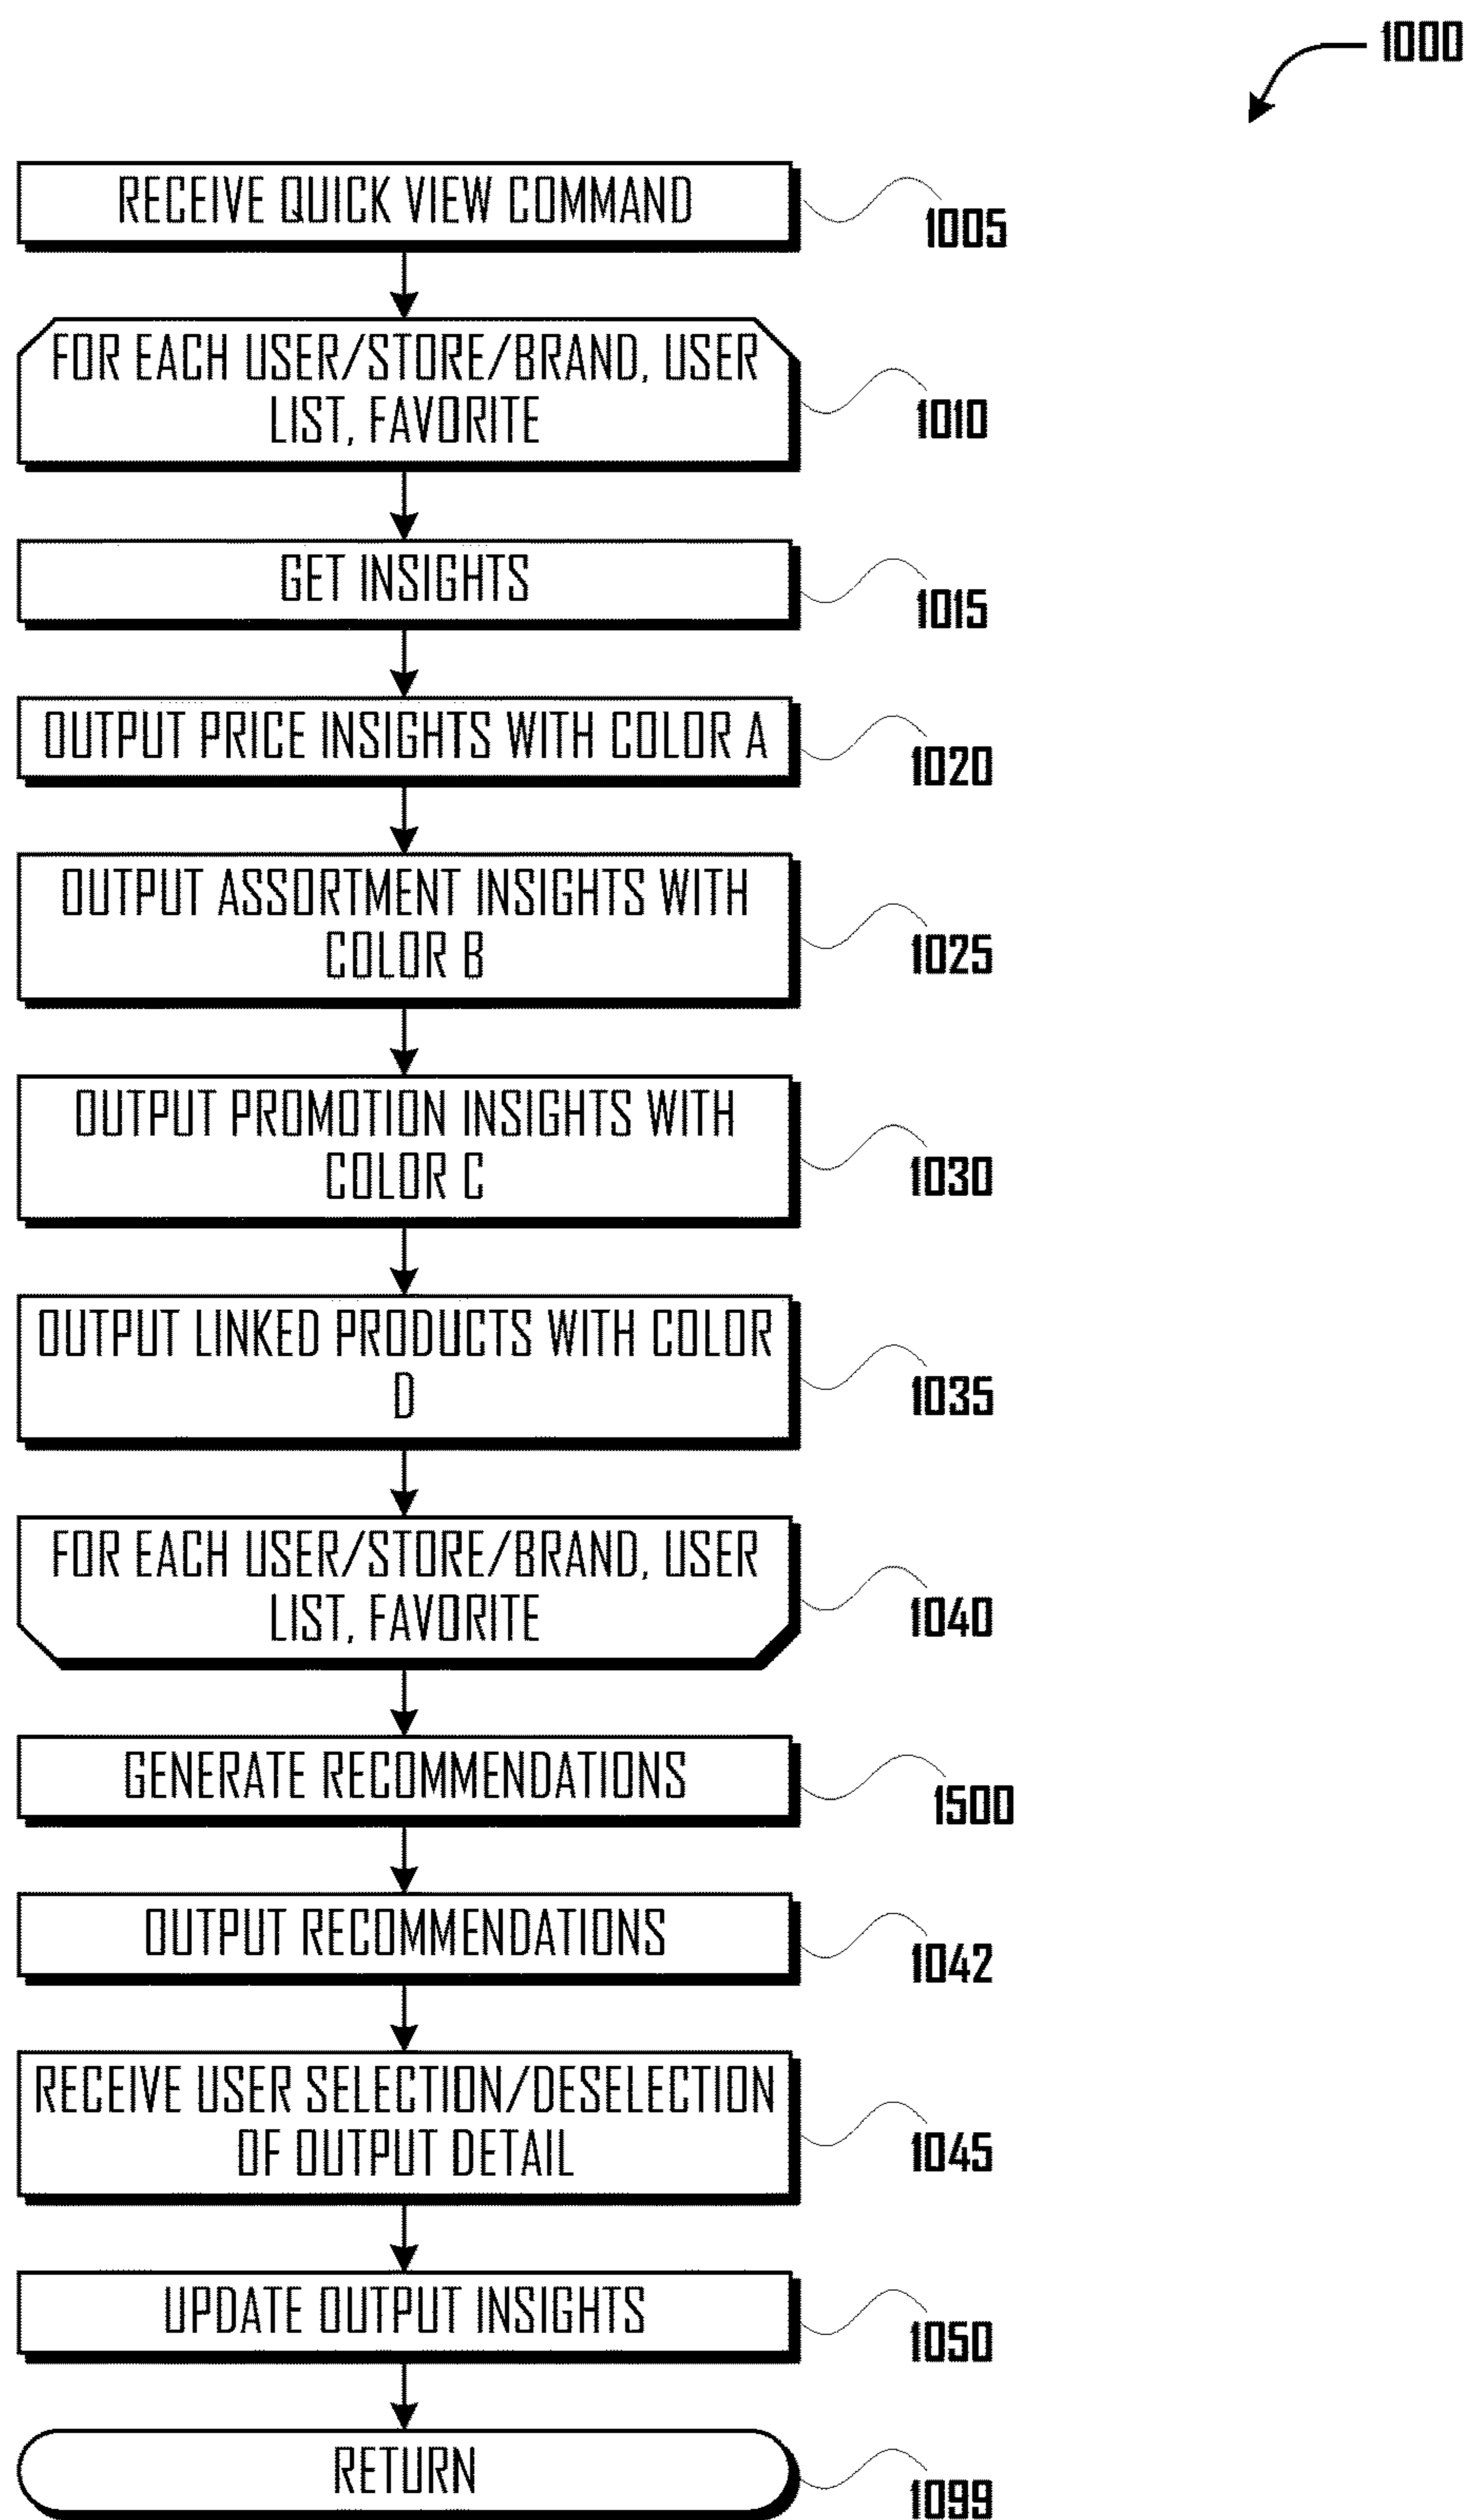 1000
RECEIVE QUICK VIEW COMMAND
1005
FOR EACH USER/STORE/BRAND, USER
LIST, FAVORITE
1010
GET INSIGHTS
1015
OUTPUT PRICE INSIGHTS WITH COLOR A
1020
OUTPUT ASSORTMENT INSIGHTS WITH
COLOR B
1025
OUTPUT PROMOTION INSIGHTS WITH
COLOR C
1030
OUTPUT LINKED PRODUCTS WITH COLOR
D
1035
FOR EACH USER/STORE/BRAND, USER
LIST, FAVORITE
1040
GENERATE RECOMMENDATIONS
1500
OUTPUT RECOMMENDATIONS
1042
RECEIVE USER SELECTION/DESELECTION
OF OUTPUT DETAIL
1045
UPDATE OUTPUT INSIGHTS
1050
RETURN
1099